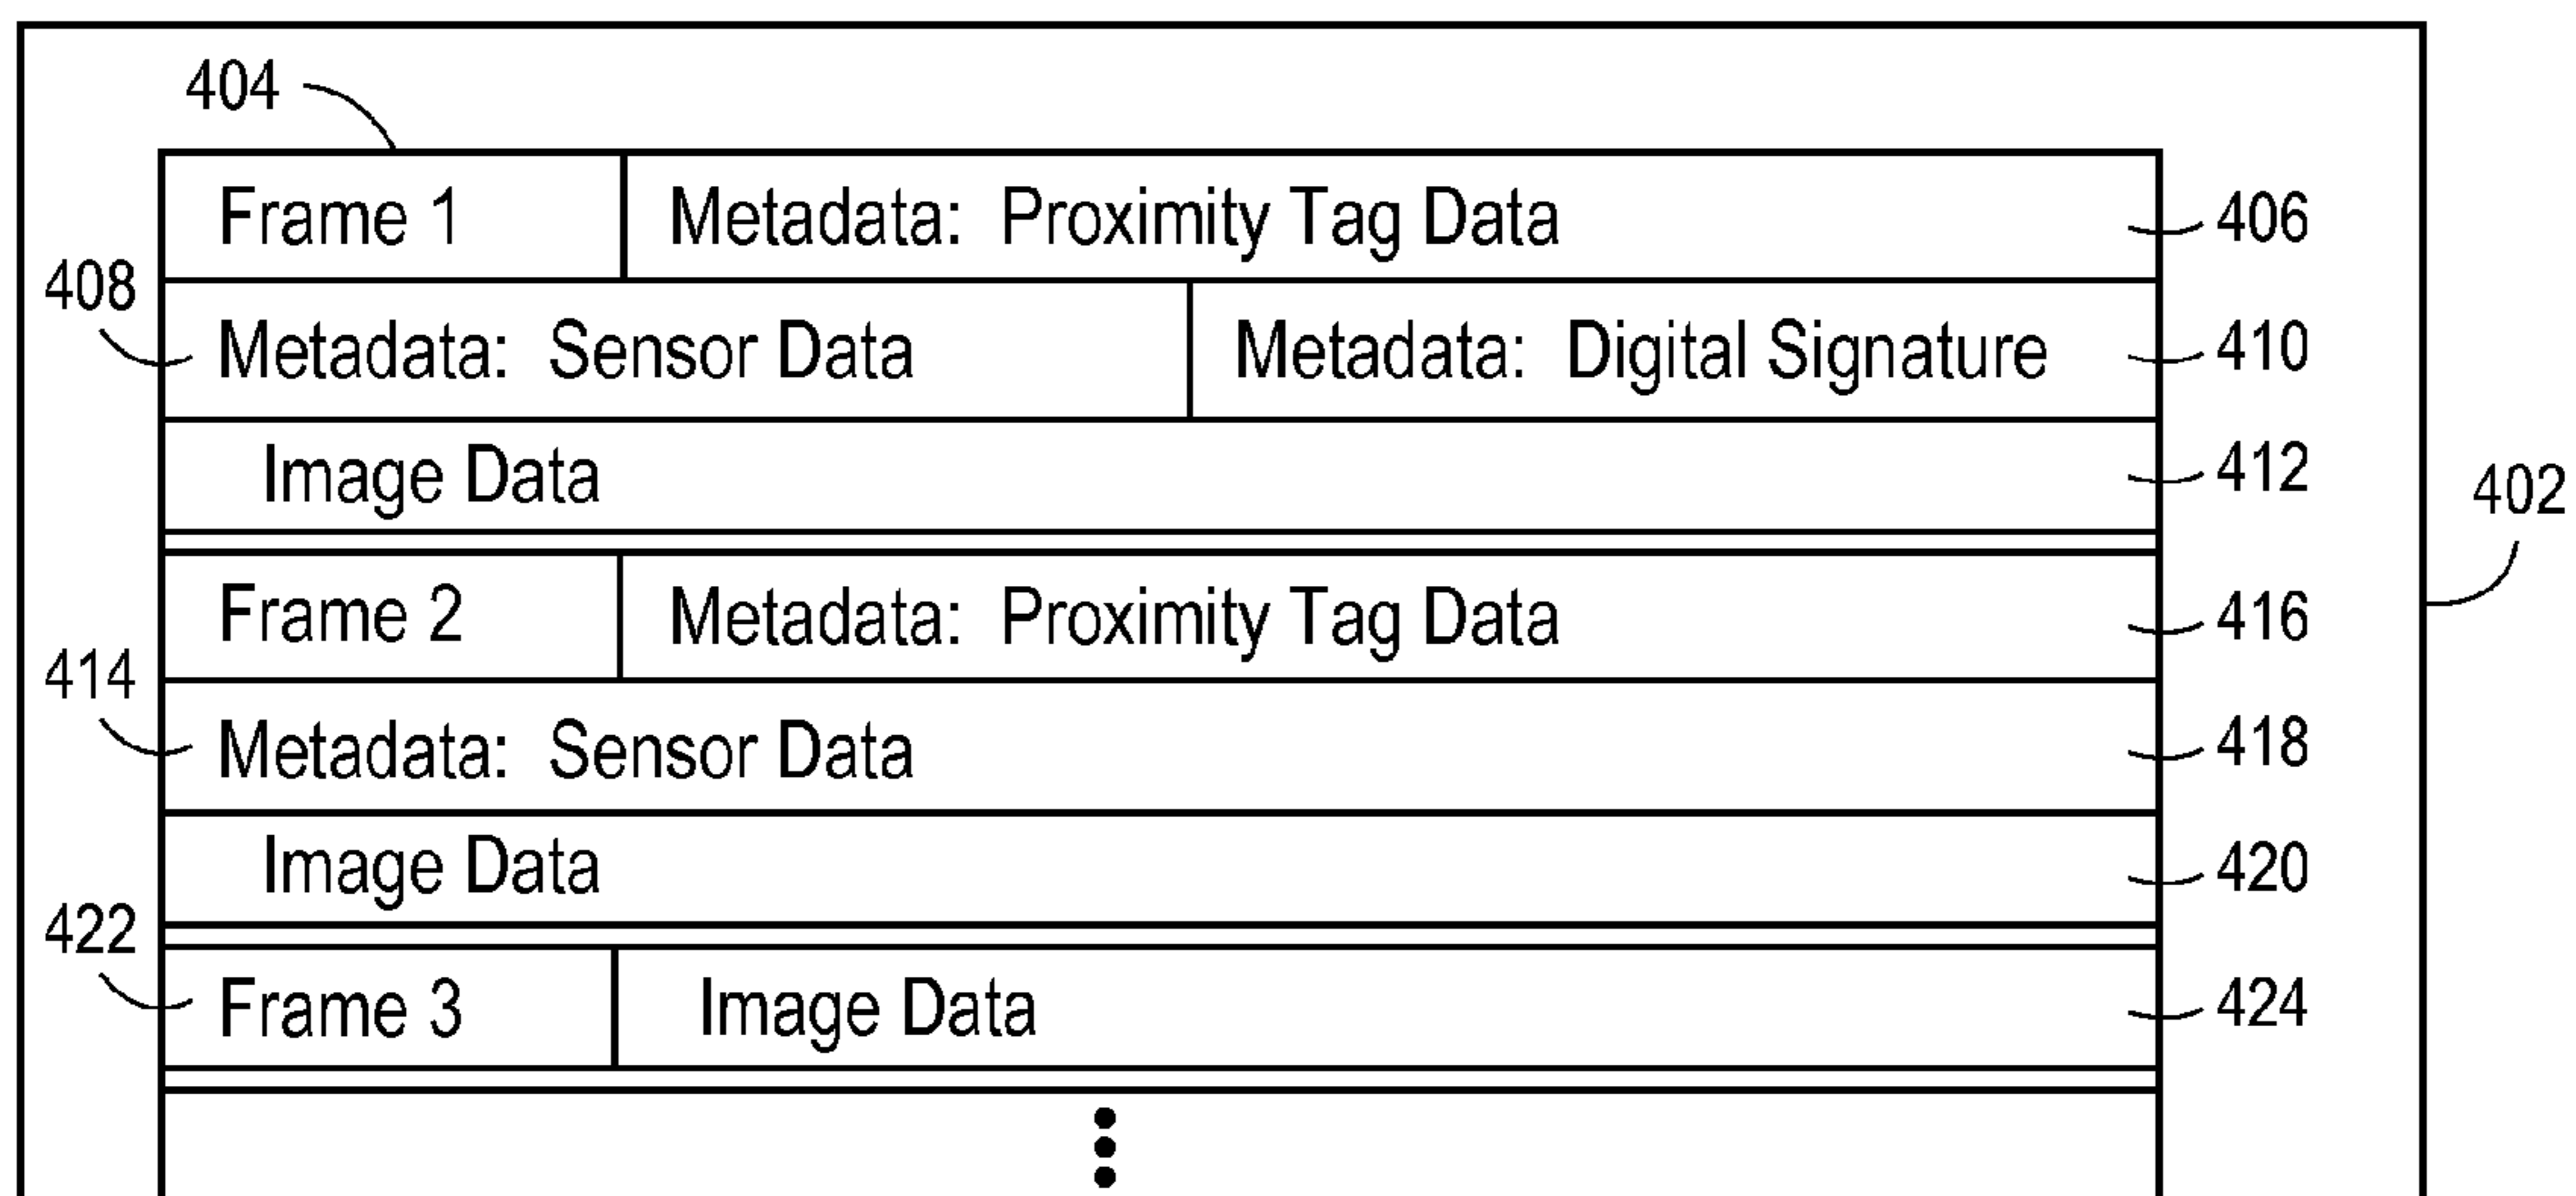 404
Frame 1 Metadata: Proximity Tag Data 406
408 Metadata: Sensor Data Metadata: Digital Signature 410
Image Data 412
402
Frame 2 Metadata: Proximity Tag Data 416
414 Metadata: Sensor Data 418
Image Data 420
422 Frame 3 Image Data 424